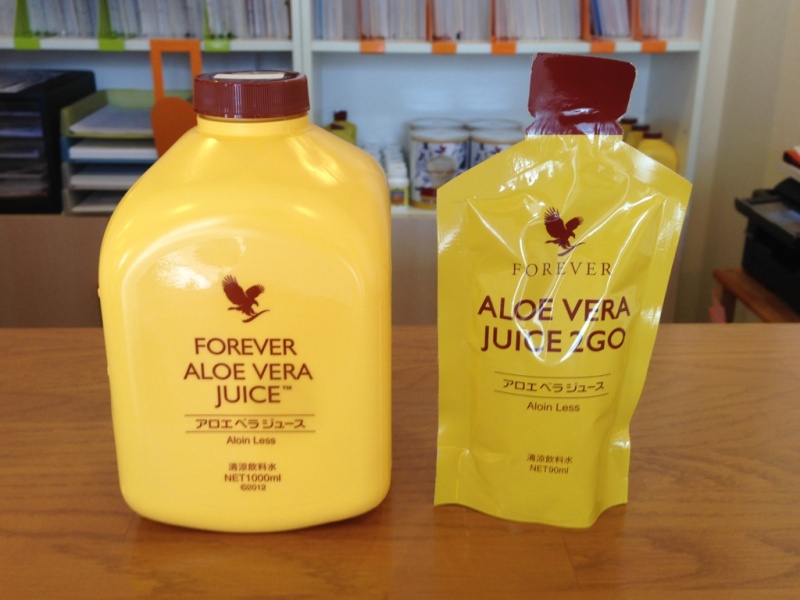 FOREVER
ALOE VERA
JUICE™
アロエベラジュース
Aloin Less
清涼飲料水
NET1000ml
©2012
FOREVER
ALOE VERA
JUICE 2GO
アロエベラジュース
Aloin Less
清涼飲料水
NET90ml